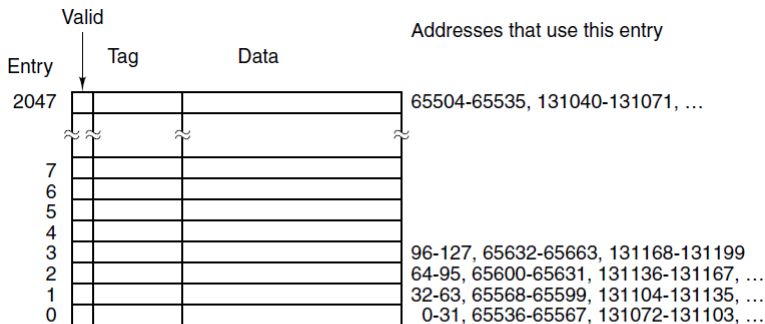 Valid
Addresses that use this entry
Entry
Tag
Data
2047
65504-65535, 131040-131071, …
7
6
5
4
3
96-127, 65632-65663, 131168-131199
2
64-95, 65600-65631, 131136-131167, …
1
32-63, 65568-65599, 131104-131135, …
0
0-31, 65536-65567, 131072-131103, …